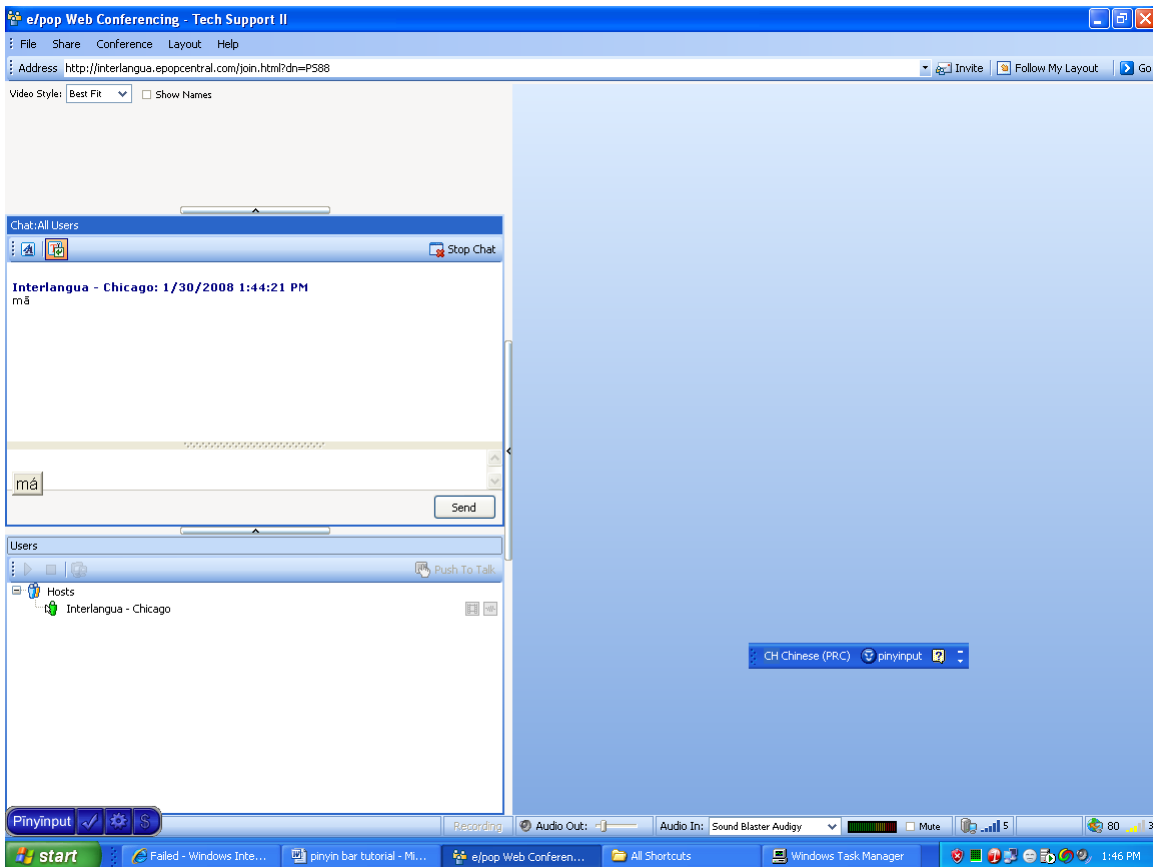 e/pop Web Conferencing - Tech Support II
File Share Conference Layout Help
Address http://interlangua.epopcentral.com/join.html?dn=PS88 Invite Follow My Layout Go
Video Style: Best Fit Show Names
Chat:All Users
Stop Chat
Interlangua - Chicago: 1/30/2008 1:44:21 PM
mā
má
Send
Users
Push To Talk
Hosts
Interlangua - Chicago
CH Chinese (PRC) pinyinput
Pīnyīnput $
Recording Audio Out: Audio In: Sound Blaster Audigy Mute 5 80 3
start Failed - Windows Inte... pinyin bar tutorial - Mi... e/pop Web Conferen... All Shortcuts Windows Task Manager 1:46 PM